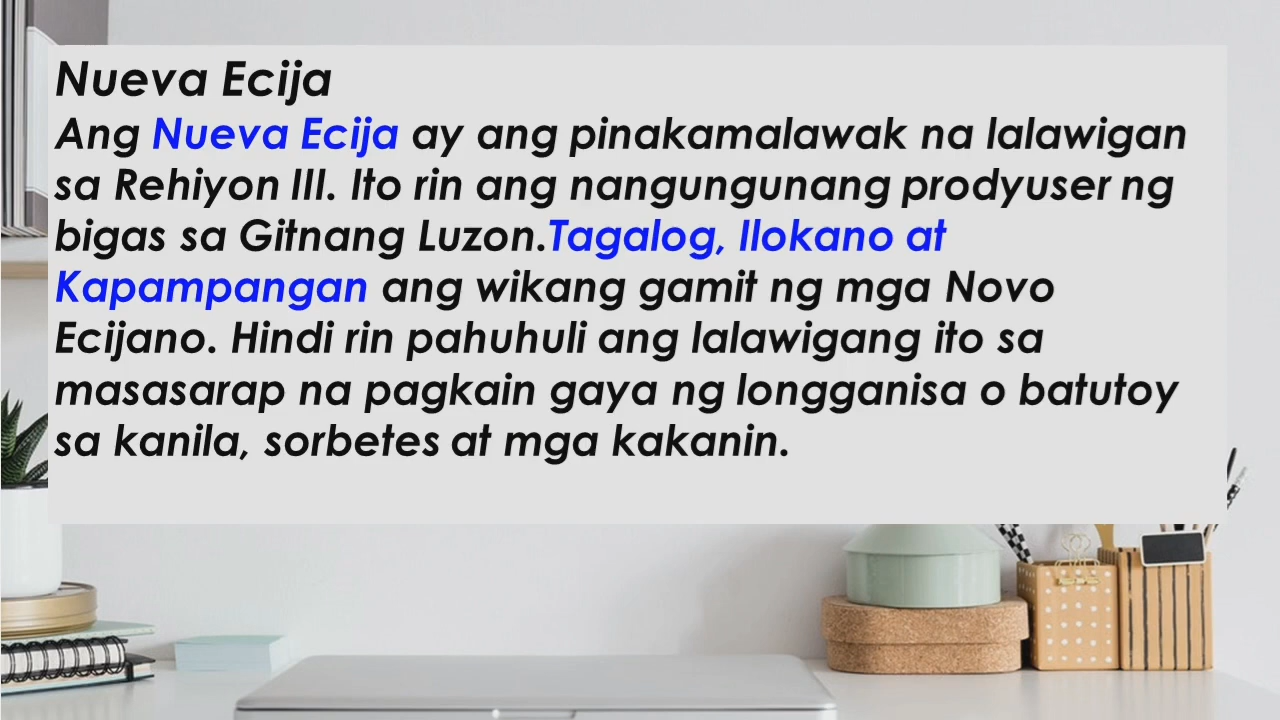 Nueva Ecija
Ang Nueva Ecija ay ang pinakamalawak na lalawigan
sa Rehiyon III. Ito rin ang nangungunang prodyuser ng
bigas sa Gitnang Luzon.Tagalog, Ilokano at
Kapampangan ang wikang gamit ng mga Novo
Ecijano. Hindi rin pahuhuli ang lalawigang ito sa
masasarap na pagkain gaya ng longganisa o batutoy
sa kanila, sorbetes at mga kakanin.